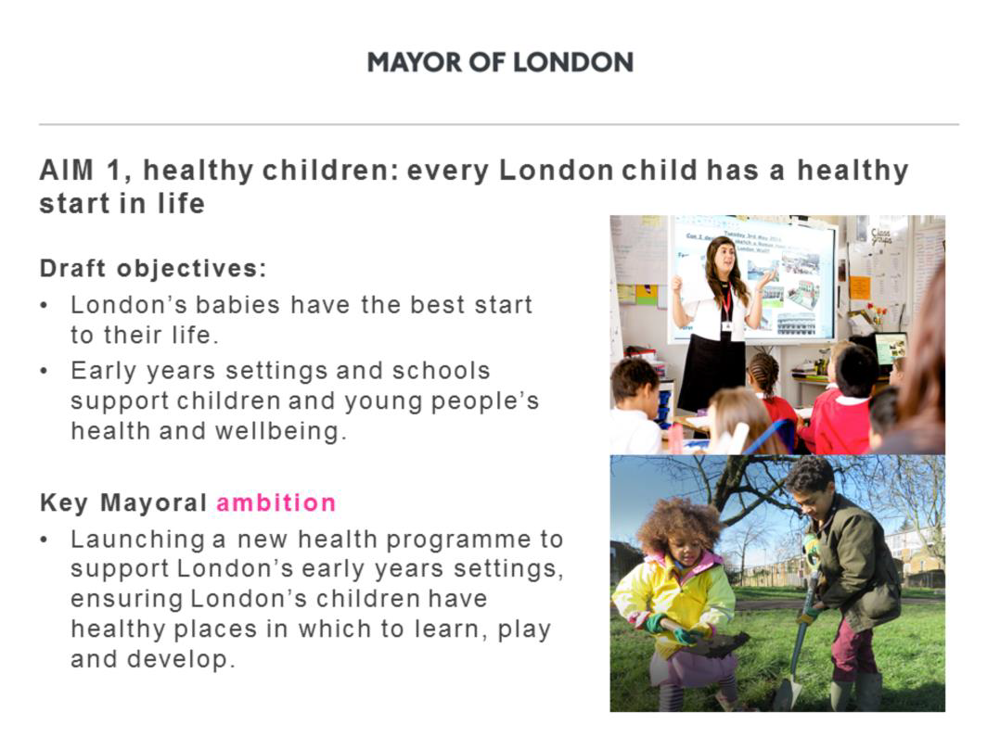 MAYOR OF LONDON
AIM 1, healthy children: every London child has a healthy
start in life
Draft objectives:
• London’s babies have the best start
to their life.
• Early years settings and schools
support children and young people’s
health and wellbeing.
Key Mayoral ambition
• Launching a new health programme to
support London’s early years settings,
ensuring London’s children have
healthy places in which to learn, play
and develop.
Tuesday 3rd May
London Wall?
Class
groups